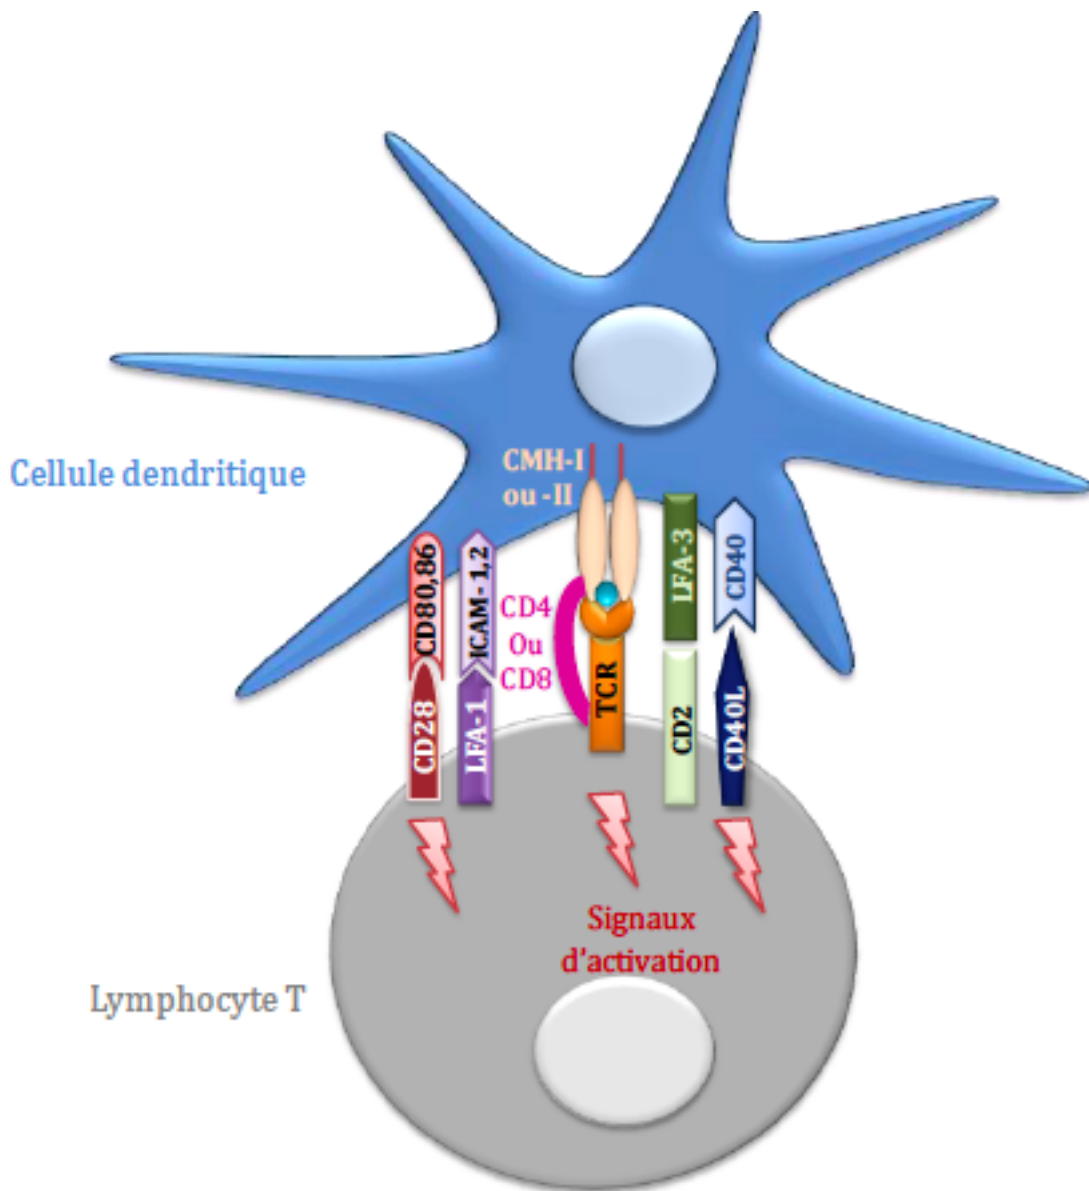 Cellule dendritique
CMH-I
ou -II
CD80,86
ICAM-1,2
CD4
Ou
CD8
LFA-3
CD40
CD28
LFA-1
TCR
CD2
CD40L
Signaux
d'activation
Lymphocyte T